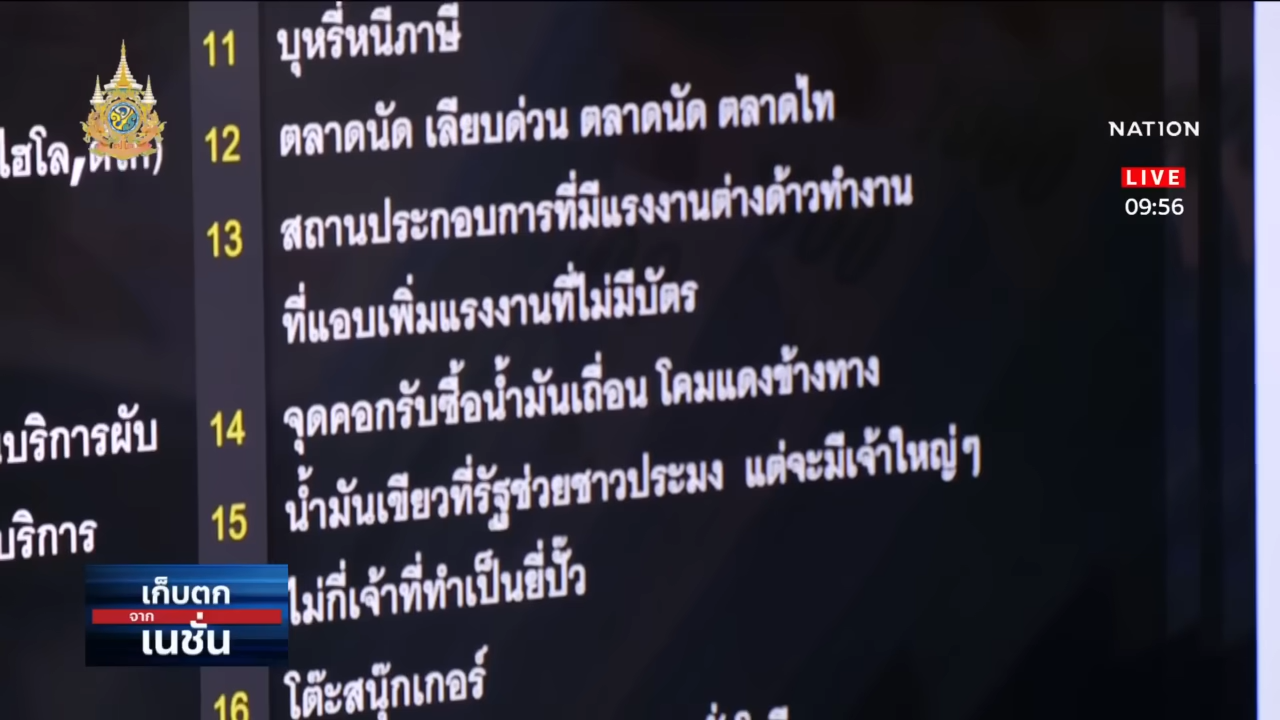 11 บุหรี่หนีภาษี
12 ตลาดนัด เลียบด่วน ตลาดนัด ตลาดไท
13 สถานประกอบการที่มีแรงงานต่างด้าวทำงาน
ที่แอบเพิ่มแรงงานที่ไม่มีบัตร
14 จุดคอกรับซื้อน้ำมันเถื่อน โคมแดงข้างทาง
15 น้ำมันเขียวที่รัฐช่วยชาวประมง แต่จะมีเจ้าใหญ่ๆ
ไม่กี่เจ้าที่ทำเป็นยี่ปั๊ว
16 โต๊ะสนุ๊กเกอร์
ไฮโล,
บริการผับ
บริการ
NATION
LIVE
09:56
เก็บตก
จาก
เนชั่น